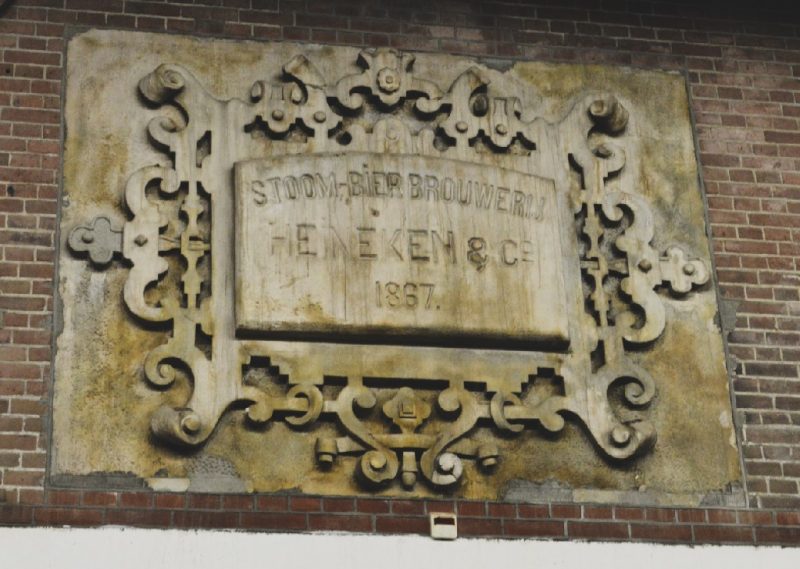 STOOM-BIERBROUWERIJ
HEINEKEN & Co
1867.